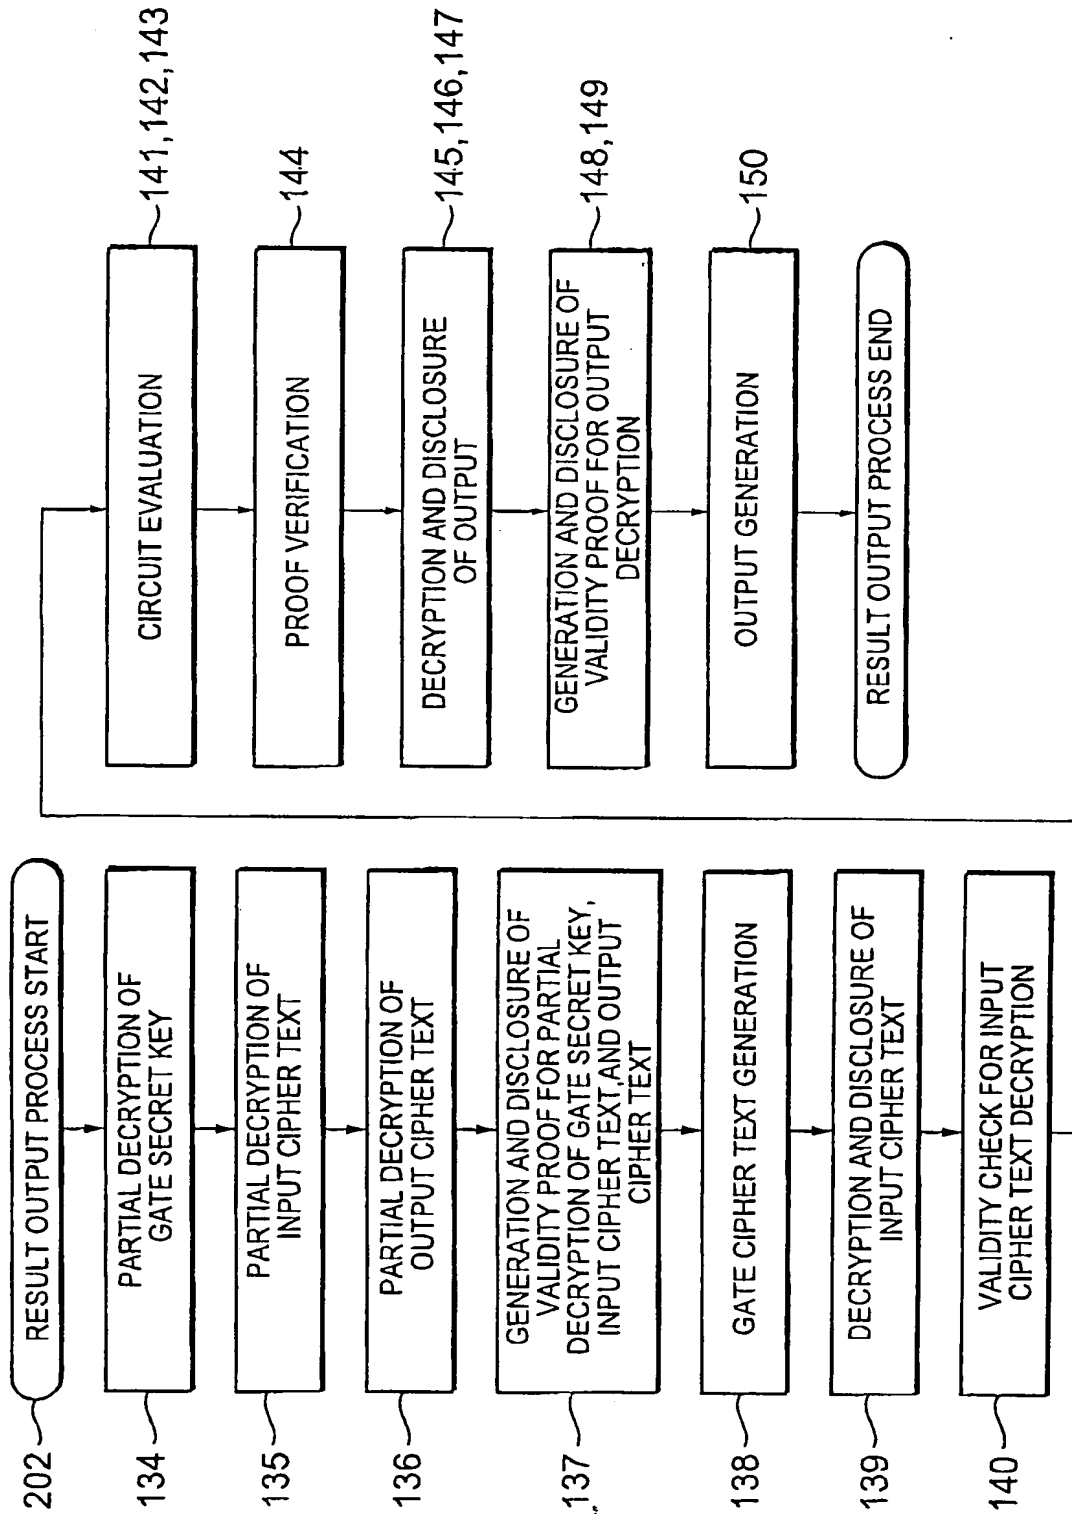 202
RESULT OUTPUT PROCESS START
134
PARTIAL DECRYPTION OF
GATE SECRET KEY
135
PARTIAL DECRYPTION OF
INPUT CIPHER TEXT
136
PARTIAL DECRYPTION OF
OUTPUT CIPHER TEXT
137
GENERATION AND DISCLOSURE OF
VALIDITY PROOF FOR PARTIAL
DECRYPTION OF GATE SECRET KEY,
INPUT CIPHER TEXT, AND OUTPUT
CIPHER TEXT
138
GATE CIPHER TEXT GENERATION
139
DECRYPTION AND DISCLOSURE OF
INPUT CIPHER TEXT
140
VALIDITY CHECK FOR INPUT
CIPHER TEXT DECRYPTION
CIRCUIT EVALUATION
141, 142, 143
PROOF VERIFICATION
144
DECRYPTION AND DISCLOSURE
OF OUTPUT
145, 146, 147
GENERATION AND DISCLOSURE OF
VALIDITY PROOF FOR OUTPUT
DECRYPTION
148, 149
OUTPUT GENERATION
150
RESULT OUTPUT PROCESS END